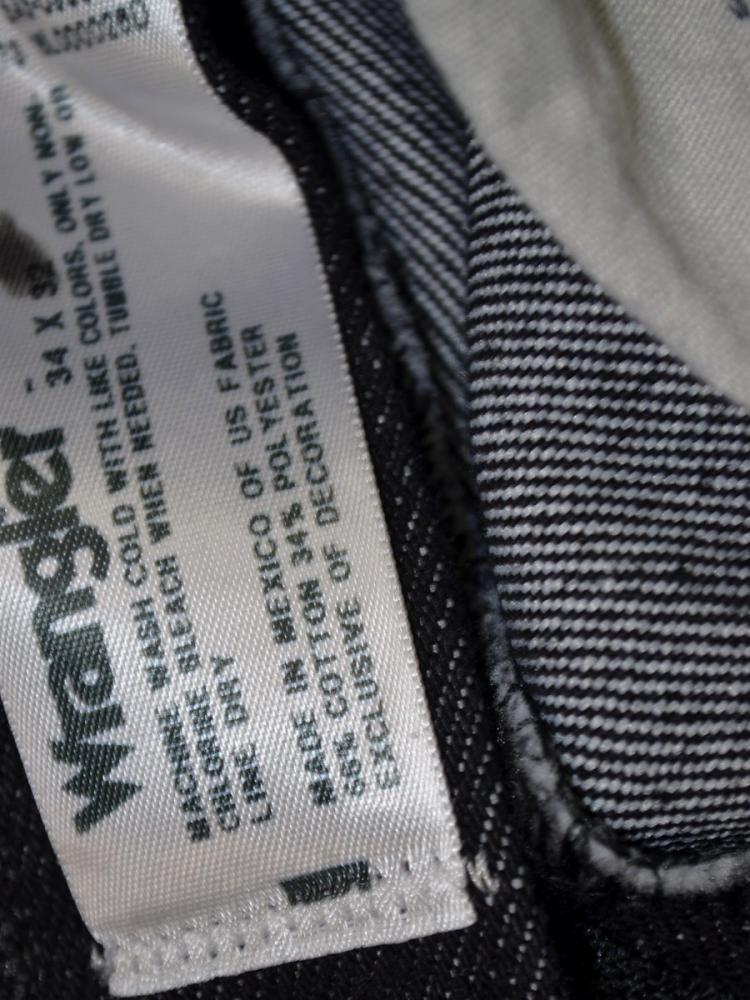 Wrangler
34 X 32
MACHINE WASH COLD WITH LIKE COLORS. ONLY NON-
CHLORINE BLEACH WHEN NEEDED. TUMBLE DRY LOW OR
LINE DRY
MADE IN MEXICO OF US FABRIC
66% COTTON 34% POLYESTER
EXCLUSIVE OF DECORATION